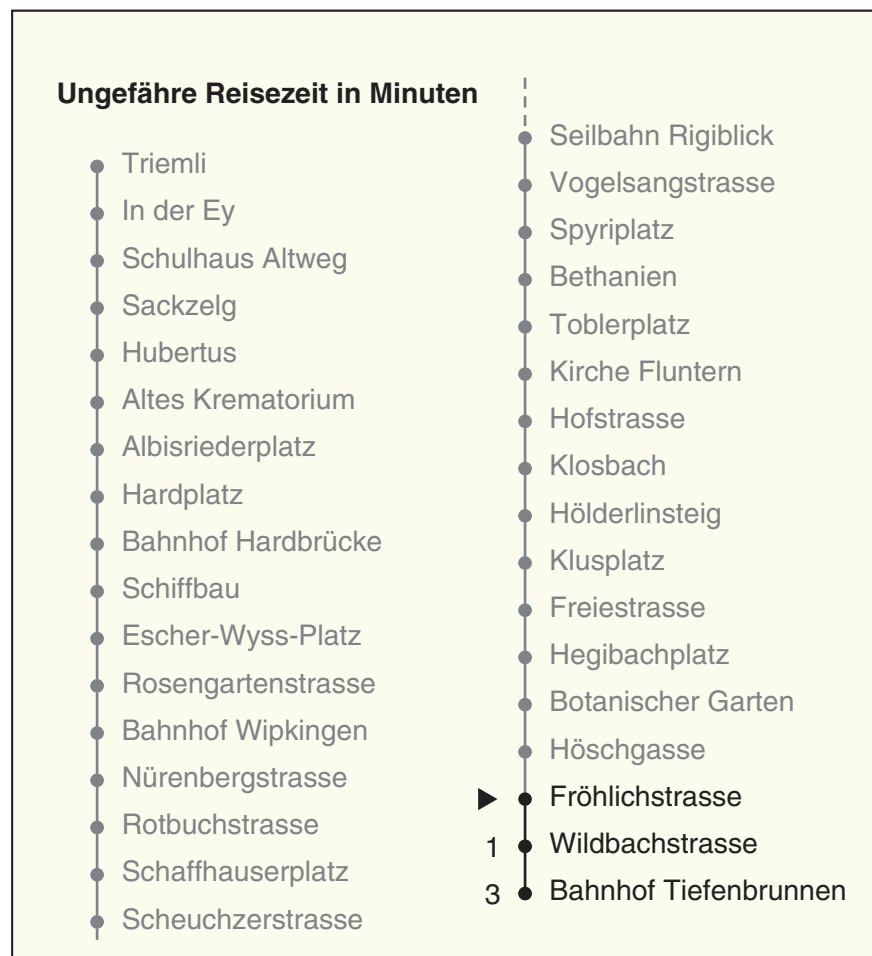 Ungefähre Reisezeit in Minuten
Triemli
In der Ey
Schulhaus Altweg
Sackzelg
Hubertus
Altes Krematorium
Albisriederplatz
Hardplatz
Bahnhof Hardbrücke
Schiffbau
Escher-Wyss-Platz
Rosengartenstrasse
Bahnhof Wipkingen
Nürenbergstrasse
Rotbuchstrasse
Schaffhauserplatz
Scheuchzerstrasse
Seilbahn Rigiblick
Vogelsangstrasse
Spyriplatz
Bethanien
Toblerplatz
Kirche Fluntern
Hofstrasse
Klosbach
Hölderlinsteig
Klusplatz
Freiestrasse
Hegibachplatz
Botanischer Garten
Höschgasse
Fröhlichstrasse
1 Wildbachstrasse
3 Bahnhof Tiefenbrunnen